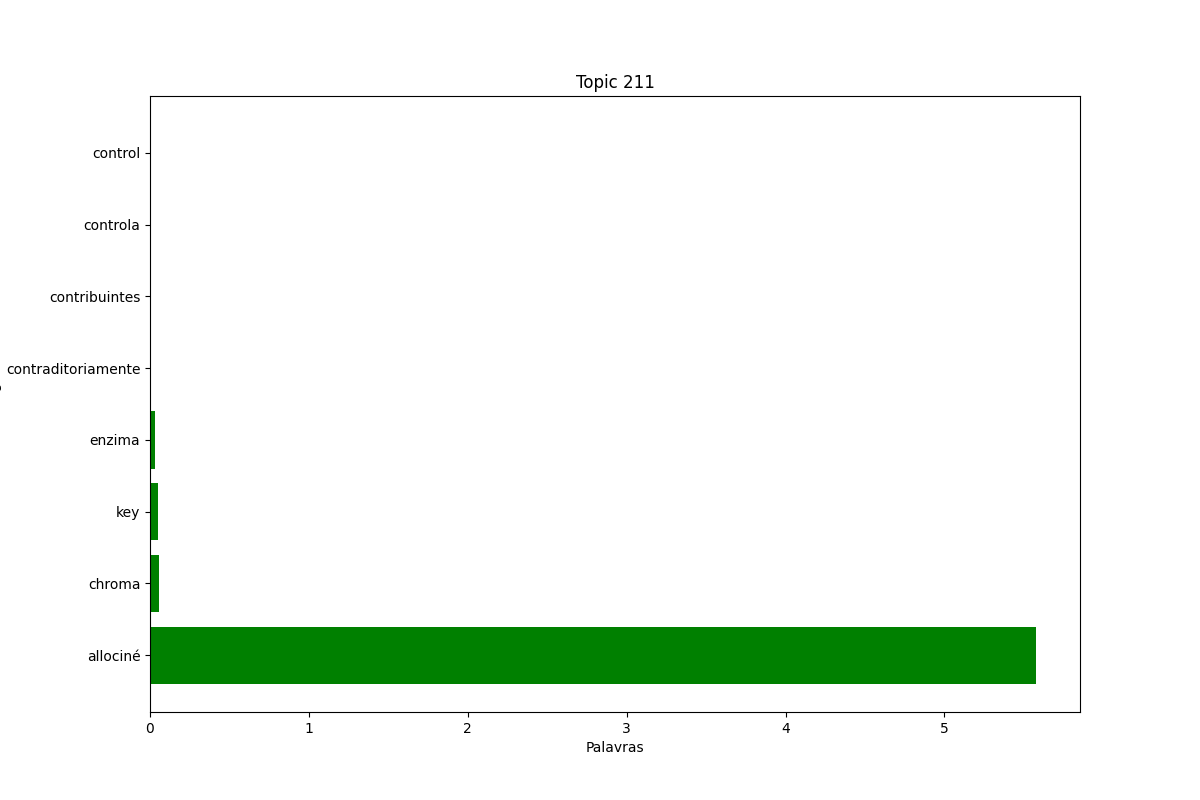 Topic 211
control
controla
contribuintes
contraditoriamente
enzima
key
chroma
allociné
0 1 2 3 4 5
Palavras